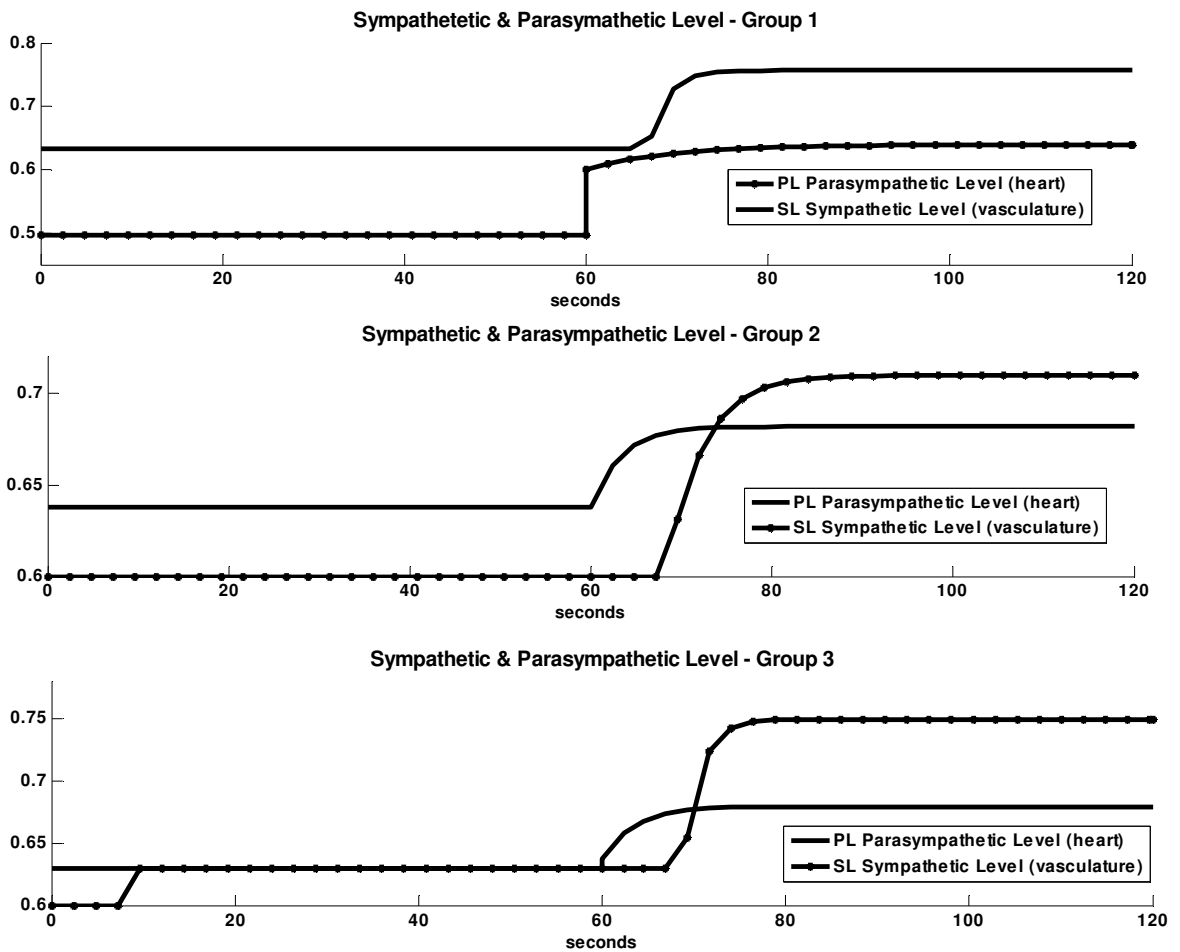 Sympathetetic & Parasymathetic Level - Group 1
0.8
0.7
0.6
0.5
PL Parasympathetic Level (heart)
SL Sympathetic Level (vasculature)
0 20 40 60 80 100 120
seconds
Sympathetic & Parasympathetic Level - Group 2
0.7
0.65
0.6
PL Parasympathetic Level (heart)
SL Sympathetic Level (vasculature)
0 20 40 60 80 100 120
seconds
Sympathetic & Parasympathetic Level - Group 3
0.75
0.7
0.65
0.6
PL Parasympathetic Level (heart)
SL Sympathetic Level (vasculature)
0 20 40 60 80 100 120
seconds